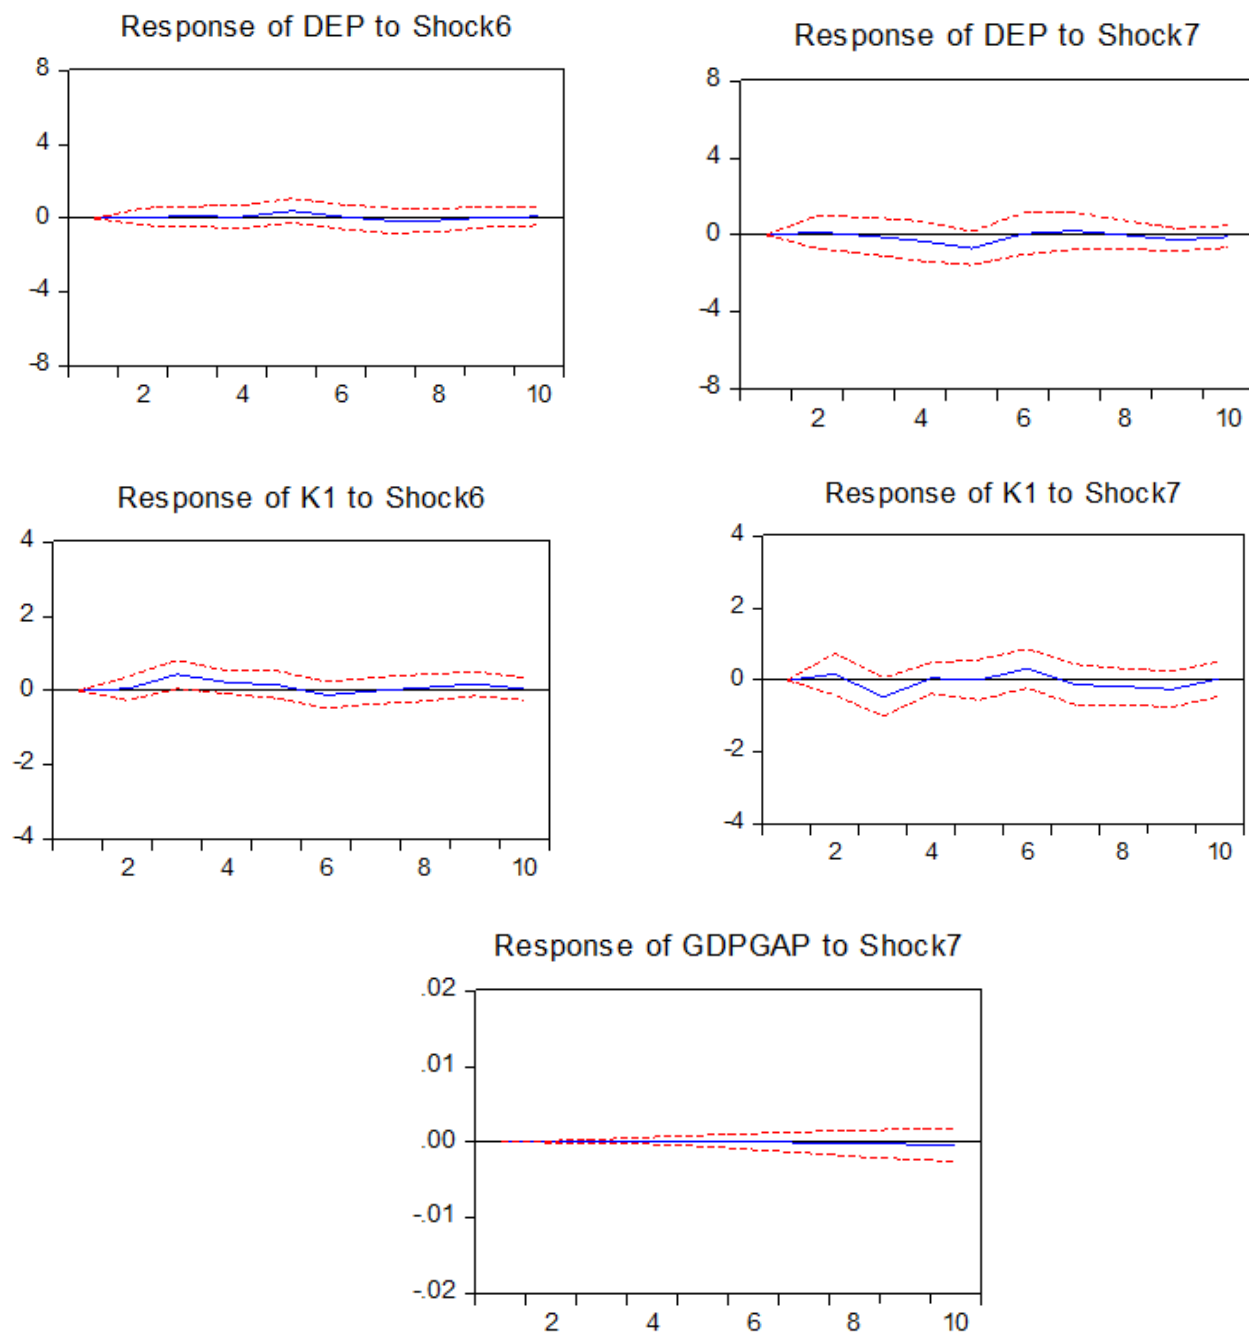 Response of DEP to Shock6
8
4
0
-4
-8
2 4 6 8 10
Response of DEP to Shock7
8
4
0
-4
-8
2 4 6 8 10
Response of K1 to Shock6
4
2
0
-2
-4
2 4 6 8 10
Response of K1 to Shock7
4
2
0
-2
-4
2 4 6 8 10
Response of GDPGAP to Shock7
.02
.01
.00
-.01
-.02
2 4 6 8 10